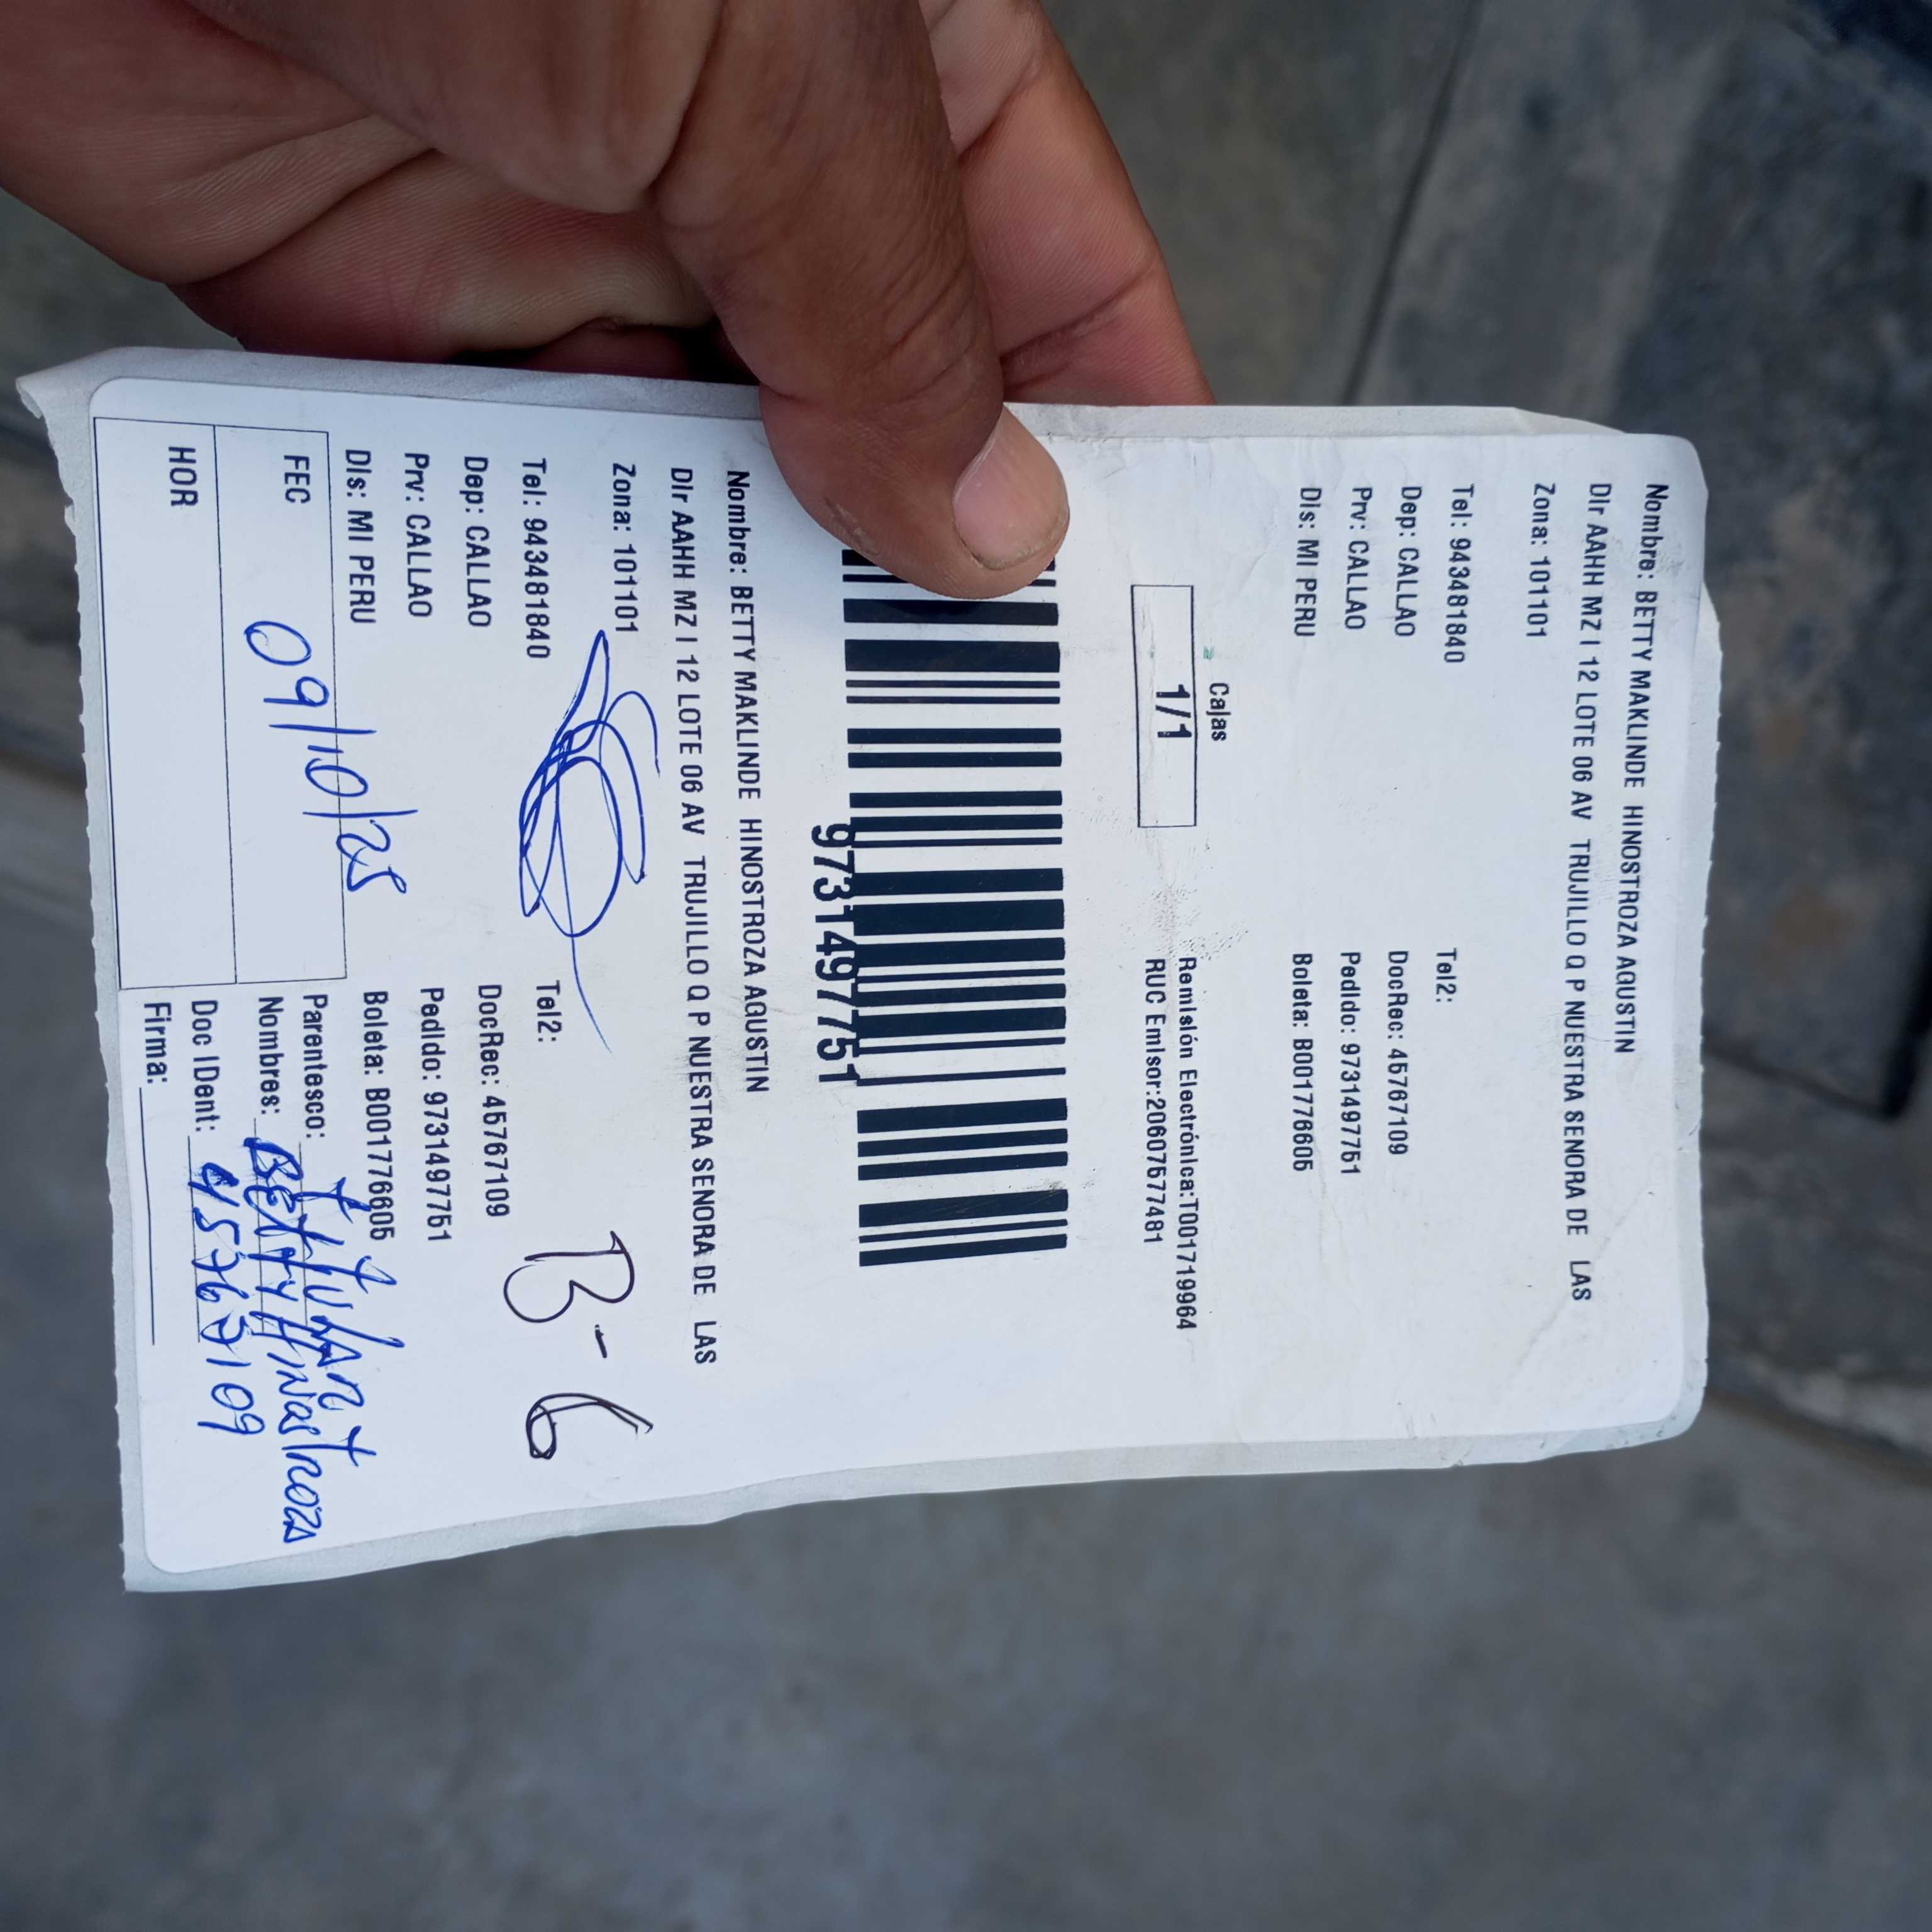 Nombre: BETTY MAKLINDE HINOSTROZA AGUSTIN
Dir AAHH MZ I 12 LOTE 06 AV TRUJILLO Q P NUESTRA SENORA DE LAS
Zona: 101101
Tel: 943481840 Tel2:
Dep: CALLAO DocRec: 45767109
Prv: CALLAO Pedido: 9731497751
Dis: MI PERU Boleta: B001776605
Cajas
1/1
Remisión Electrónica:T001719964
RUC Emisor:20607577481
9731497751
Nombre: BETTY MAKLINDE HINOSTROZA AGUSTIN
Dir AAHH MZ I 12 LOTE 06 AV TRUJILLO Q P NUESTRA SENORA DE LAS
Zona: 101101
B-6
Tel: 943481840 Tel2:
Dep: CALLAO DocRec: 45767109
Prv: CALLAO Pedido: 9731497751
Dis: MI PERU Boleta: B001776605
FEC 09/10/25 Parentesco: titular
Nombres: BETTY HINOSTROZA
HOR Doc IDent: 45767109
Firma: